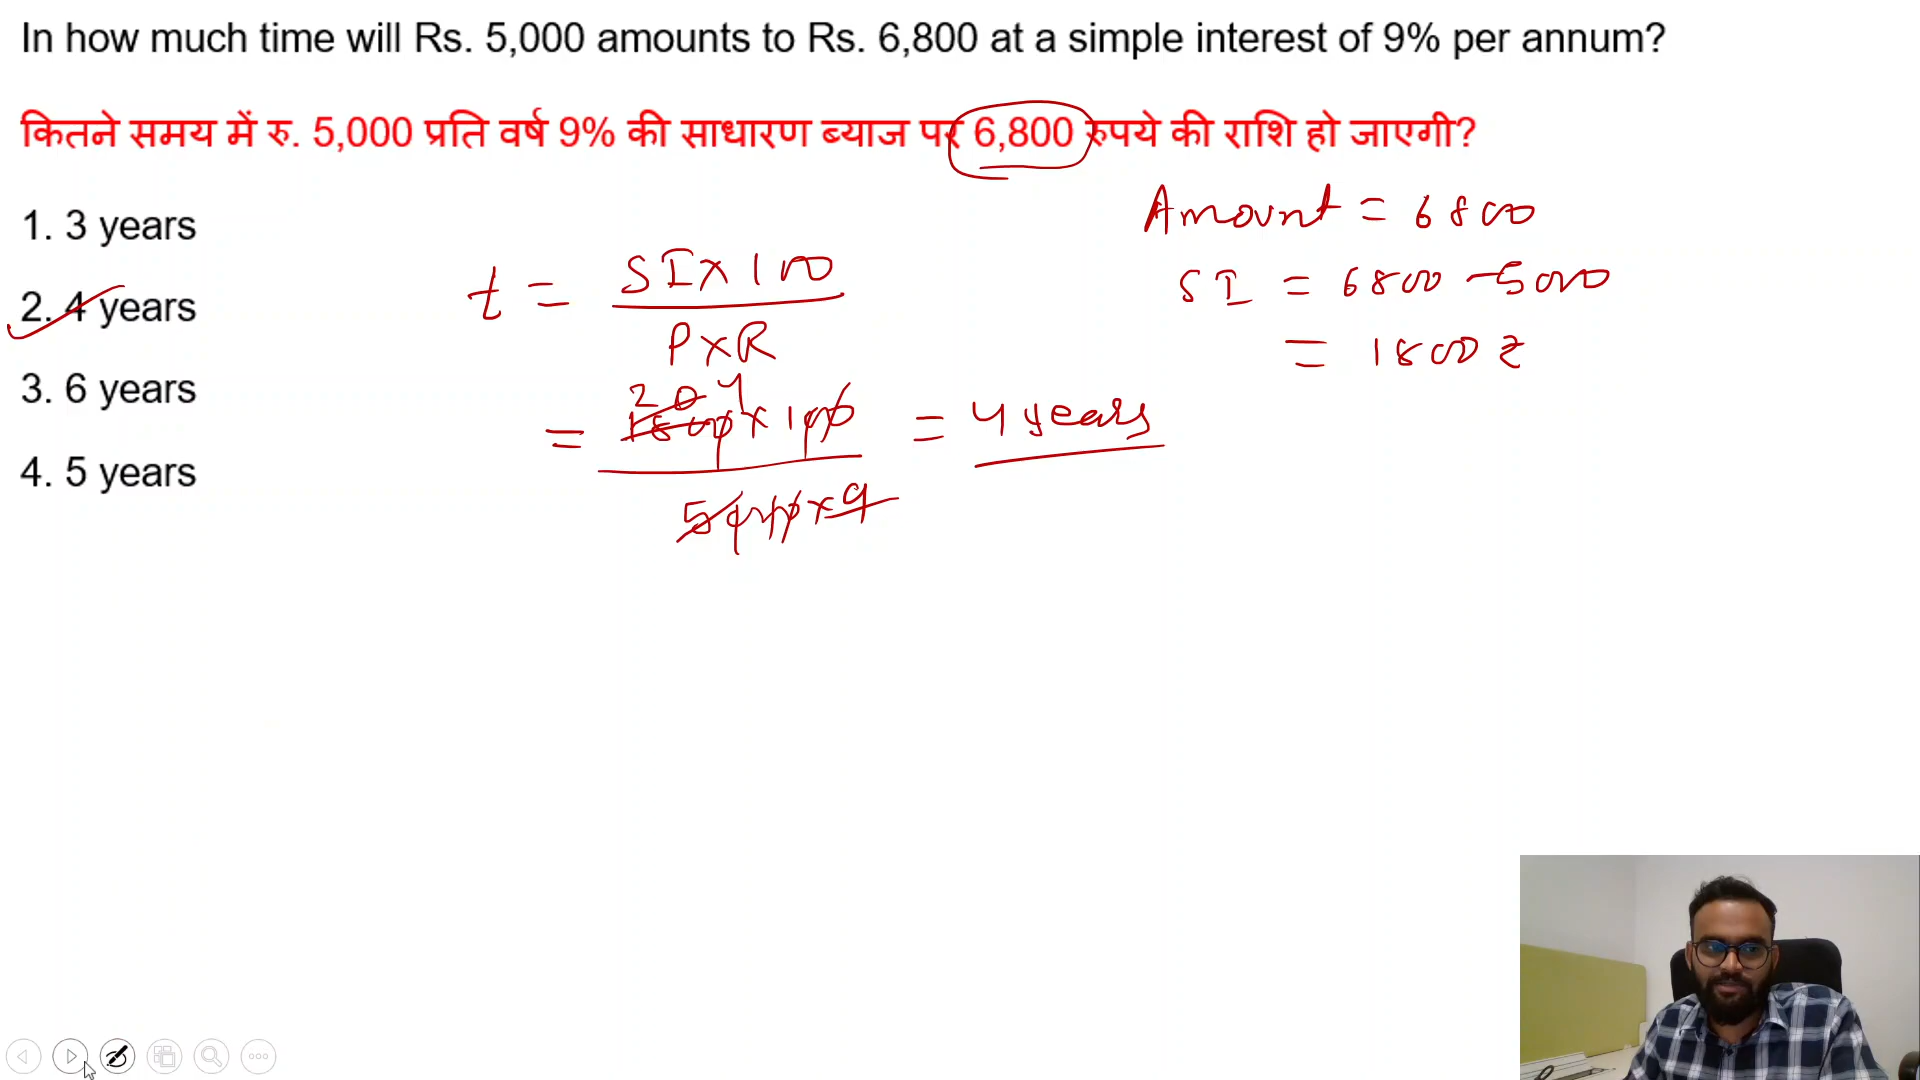 In how much time will Rs. 5,000 amounts to Rs. 6,800 at a simple interest of 9% per annum?
कितने समय में रु. 5,000 प्रति वर्ष 9% की साधारण ब्याज पर 6,800 रुपये की राशि हो जाएगी?
1. 3 years
2. 4 years
3. 6 years
4. 5 years
Amount = 6800
SI = 6800 - 5000
= 1800 ₹
t = SI x 100
P x R
20 4
= 1800 x 100 = 4 years
5000 x 9